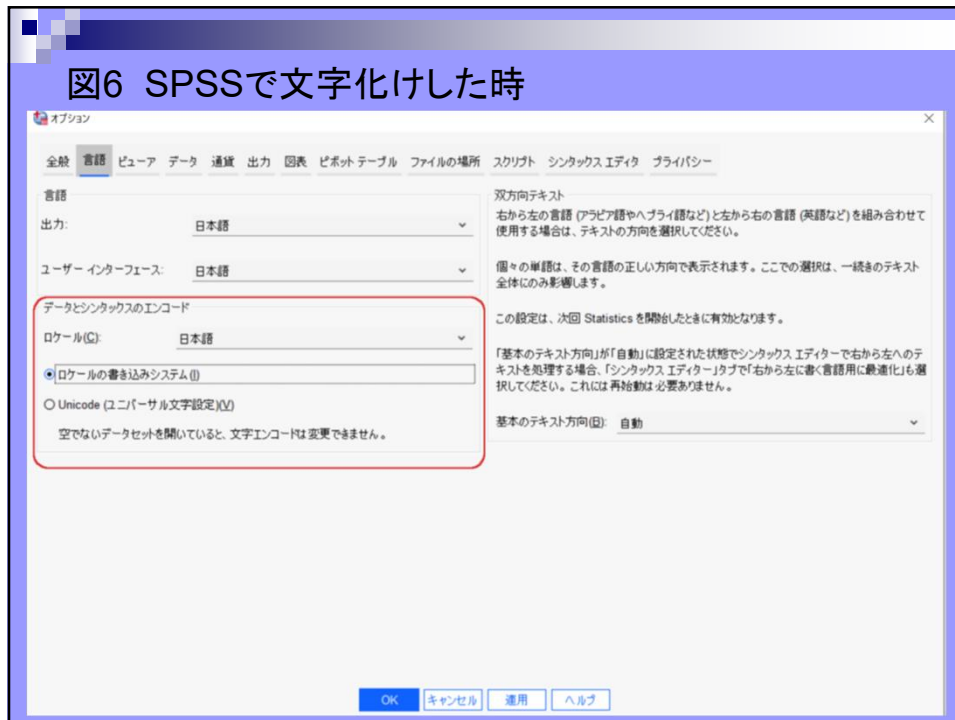 図6 SPSSで文字化けした時
オプション
全般 言語 ビューア データ 通貨 出力 図表 ピボット テーブル ファイルの場所 スクリプト シンタックス エディタ プライバシー
言語
出力: 日本語
ユーザー インターフェース: 日本語
データとシンタックスのエンコード
ロケール(C): 日本語
ロケールの書き込みシステム(I)
Unicode (ユニバーサル文字設定)(V)
空でないデータセットを開いていると、文字エンコードは変更できません。
双方向テキスト
右から左の言語 (アラビア語やヘブライ語など) と左から右の言語 (英語など) を組み合わせて
使用する場合は、テキストの方向を選択してください。
個々の単語は、その言語の正しい方向で表示されます。ここでの選択は、一続きのテキスト
全体にのみ影響します。
この設定は、次回 Statistics を開始したときに有効となります。
「基本のテキスト方向」が「自動」に設定された状態でシンタックス エディターで右から左へのテ
キストを処理する場合、「シンタックス エディター」タブで「右から左に書く言語用に最適化」も選
択してください。これには再始動は必要ありません。
基本のテキスト方向(B): 自動
OK キャンセル 適用 ヘルプ